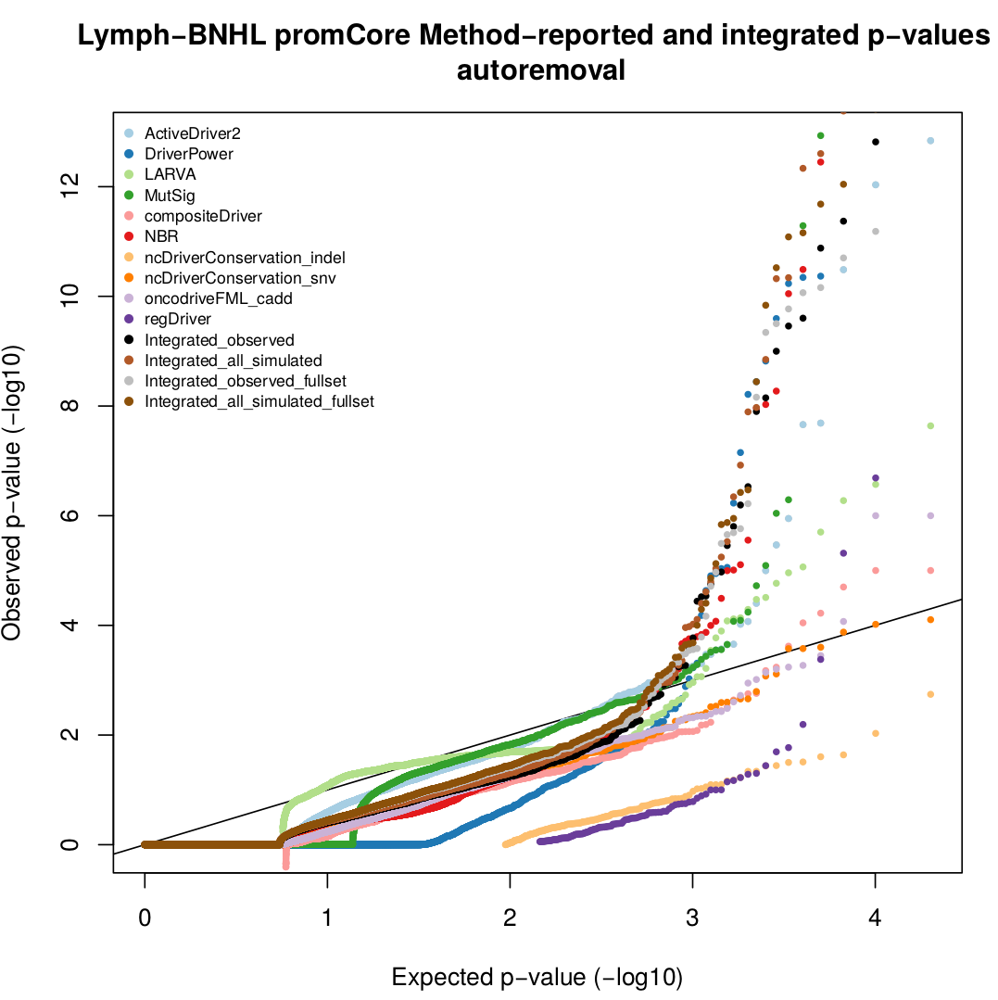 Lymph−BNHL promCore Method−reported and integrated p−values
autoremoval
ActiveDriver2
DriverPower
LARVA
MutSig
compositeDriver
NBR
ncDriverConservation_indel
ncDriverConservation_snv
oncodriveFML_cadd
regDriver
Integrated_observed
Integrated_all_simulated
Integrated_observed_fullset
Integrated_all_simulated_fullset
Observed p−value (−log10)
12
10
8
6
4
2
0
0 1 2 3 4
Expected p−value (−log10)